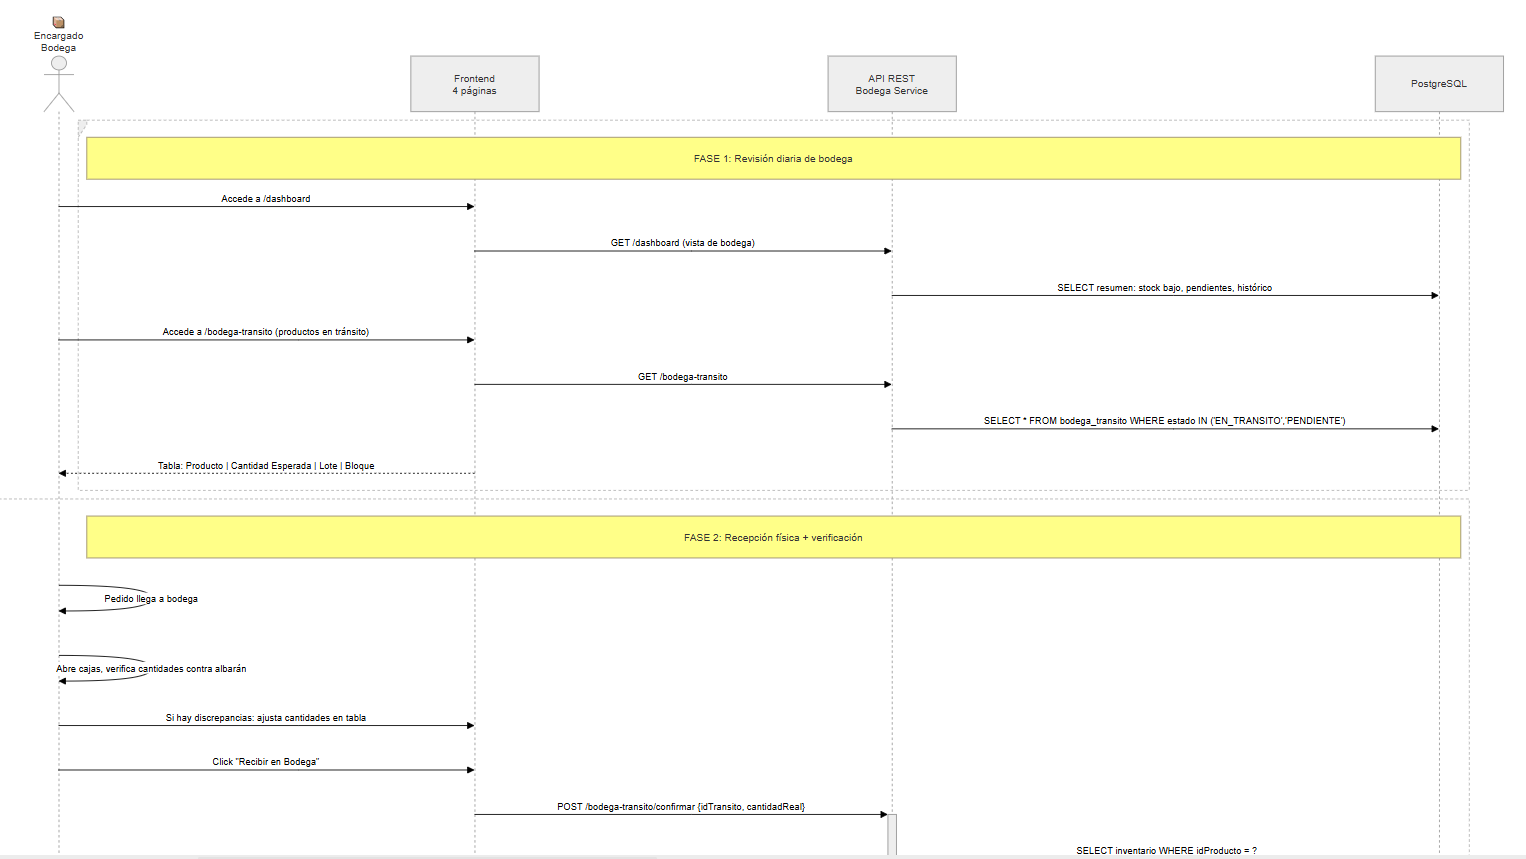 Encargado
Bodega
Frontend
4 páginas
API REST
Bodega Service
PostgreSQL
FASE 1: Revisión diaria de bodega
Accede a /dashboard
GET /dashboard (vista de bodega)
SELECT resumen: stock bajo, pendientes, histórico
Accede a /bodega-transito (productos en tránsito)
GET /bodega-transito
SELECT * FROM bodega_transito WHERE estado IN ('EN_TRANSITO','PENDIENTE')
Tabla: Producto | Cantidad Esperada | Lote | Bloque
FASE 2: Recepción física + verificación
Pedido llega a bodega
Abre cajas, verifica cantidades contra albarán
Si hay discrepancias: ajusta cantidades en tabla
Click "Recibir en Bodega"
POST /bodega-transito/confirmar {idTransito, cantidadReal}
SELECT inventario WHERE idProducto = ?